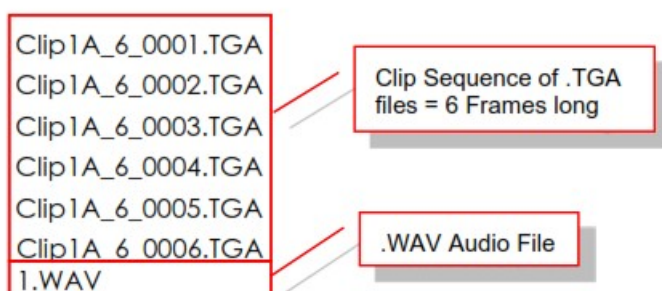 Clip1A_6_0001.TGA
Clip1A_6_0002.TGA
Clip1A_6_0003.TGA
Clip1A_6_0004.TGA
Clip1A_6_0005.TGA
Clip1A_6_0006.TGA
1.WAV
Clip Sequence of .TGA
files = 6 Frames long
.WAV Audio File